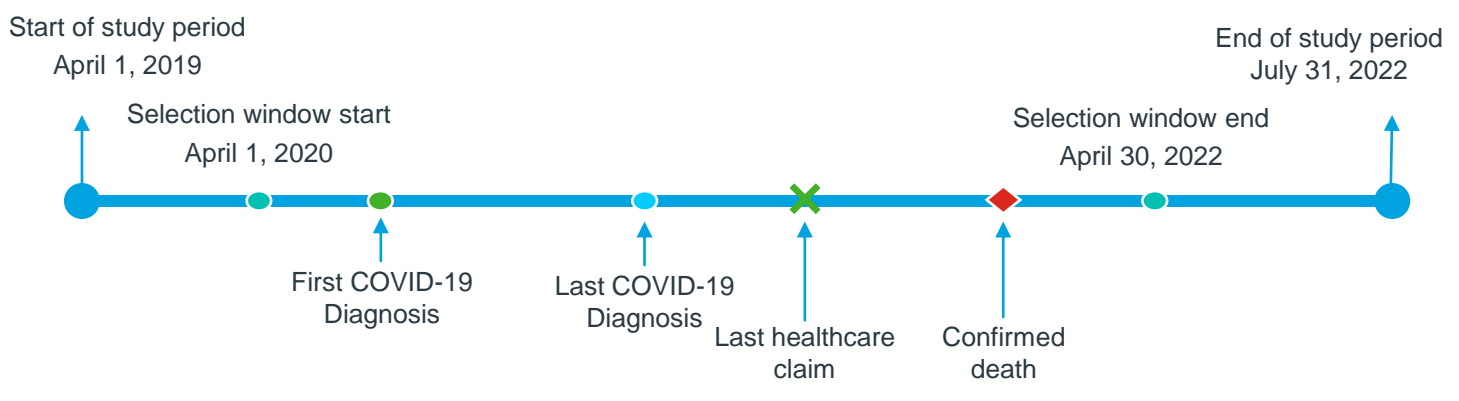 Start of study period
April 1, 2019
End of study period
July 31, 2022
Selection window start
April 1, 2020
Selection window end
April 30, 2022
First COVID-19
Diagnosis
Last COVID-19
Diagnosis
Last healthcare
claim
Confirmed
death